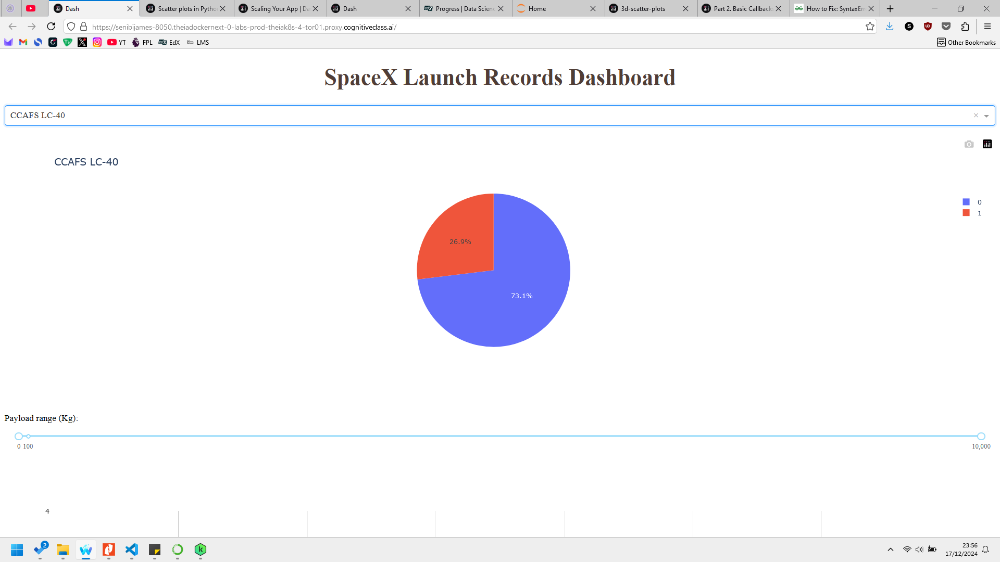 Dash
Scatter plots in Pytho
Scaling Your App | Da
Dash
Progress | Data Scienc
Home
3d-scatter-plots
Part 2. Basic Callbacks
How to Fix: SyntaxErr
https://senibijames-8050.theiadockernext-0-labs-prod-theiak8s-4-tor01.proxy.cognitiveclass.ai/
YT
FPL
EdX
LMS
Other Bookmarks
SpaceX Launch Records Dashboard
CCAFS LC-40
CCAFS LC-40
0
1
26.9%
73.1%
Payload range (Kg):
0 100
10,000
4
2
23:56
17/12/2024